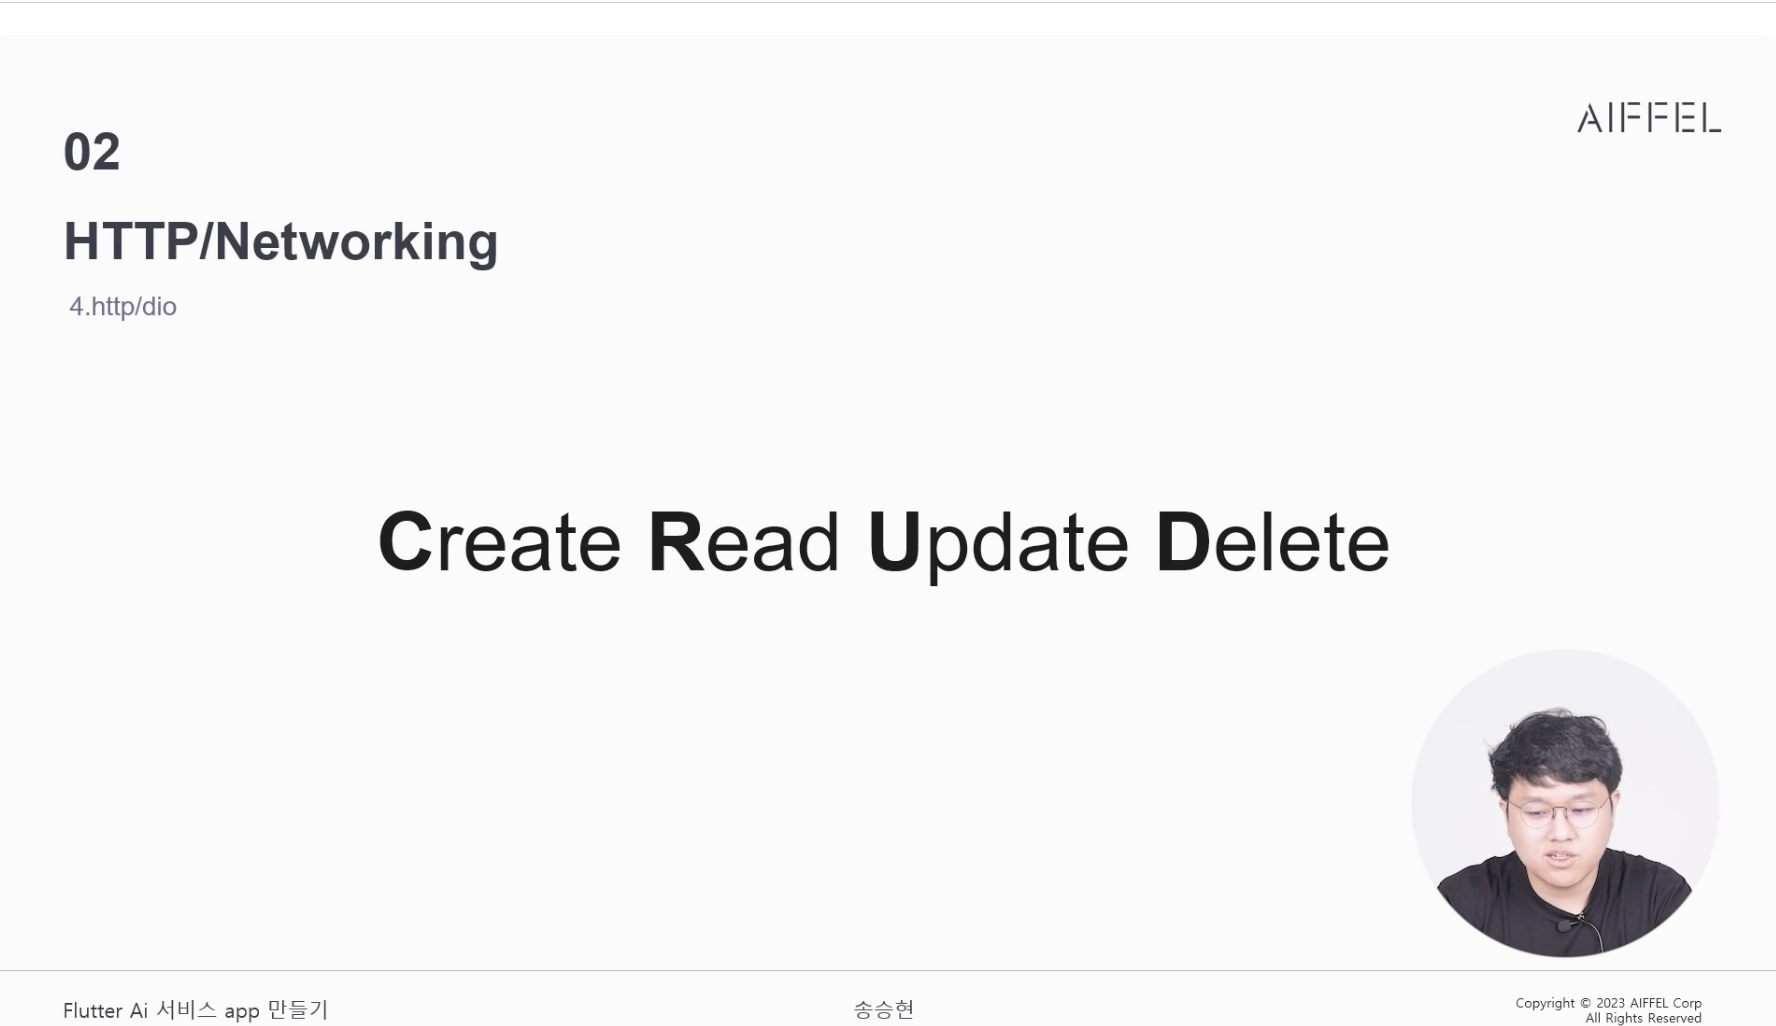 AIFFEL
02
HTTP/Networking
4.http/dio
Create Read Update Delete
Flutter Ai 서비스 app 만들기
송승현
Copyright © 2023 AIFFEL Corp
All Rights Reserved